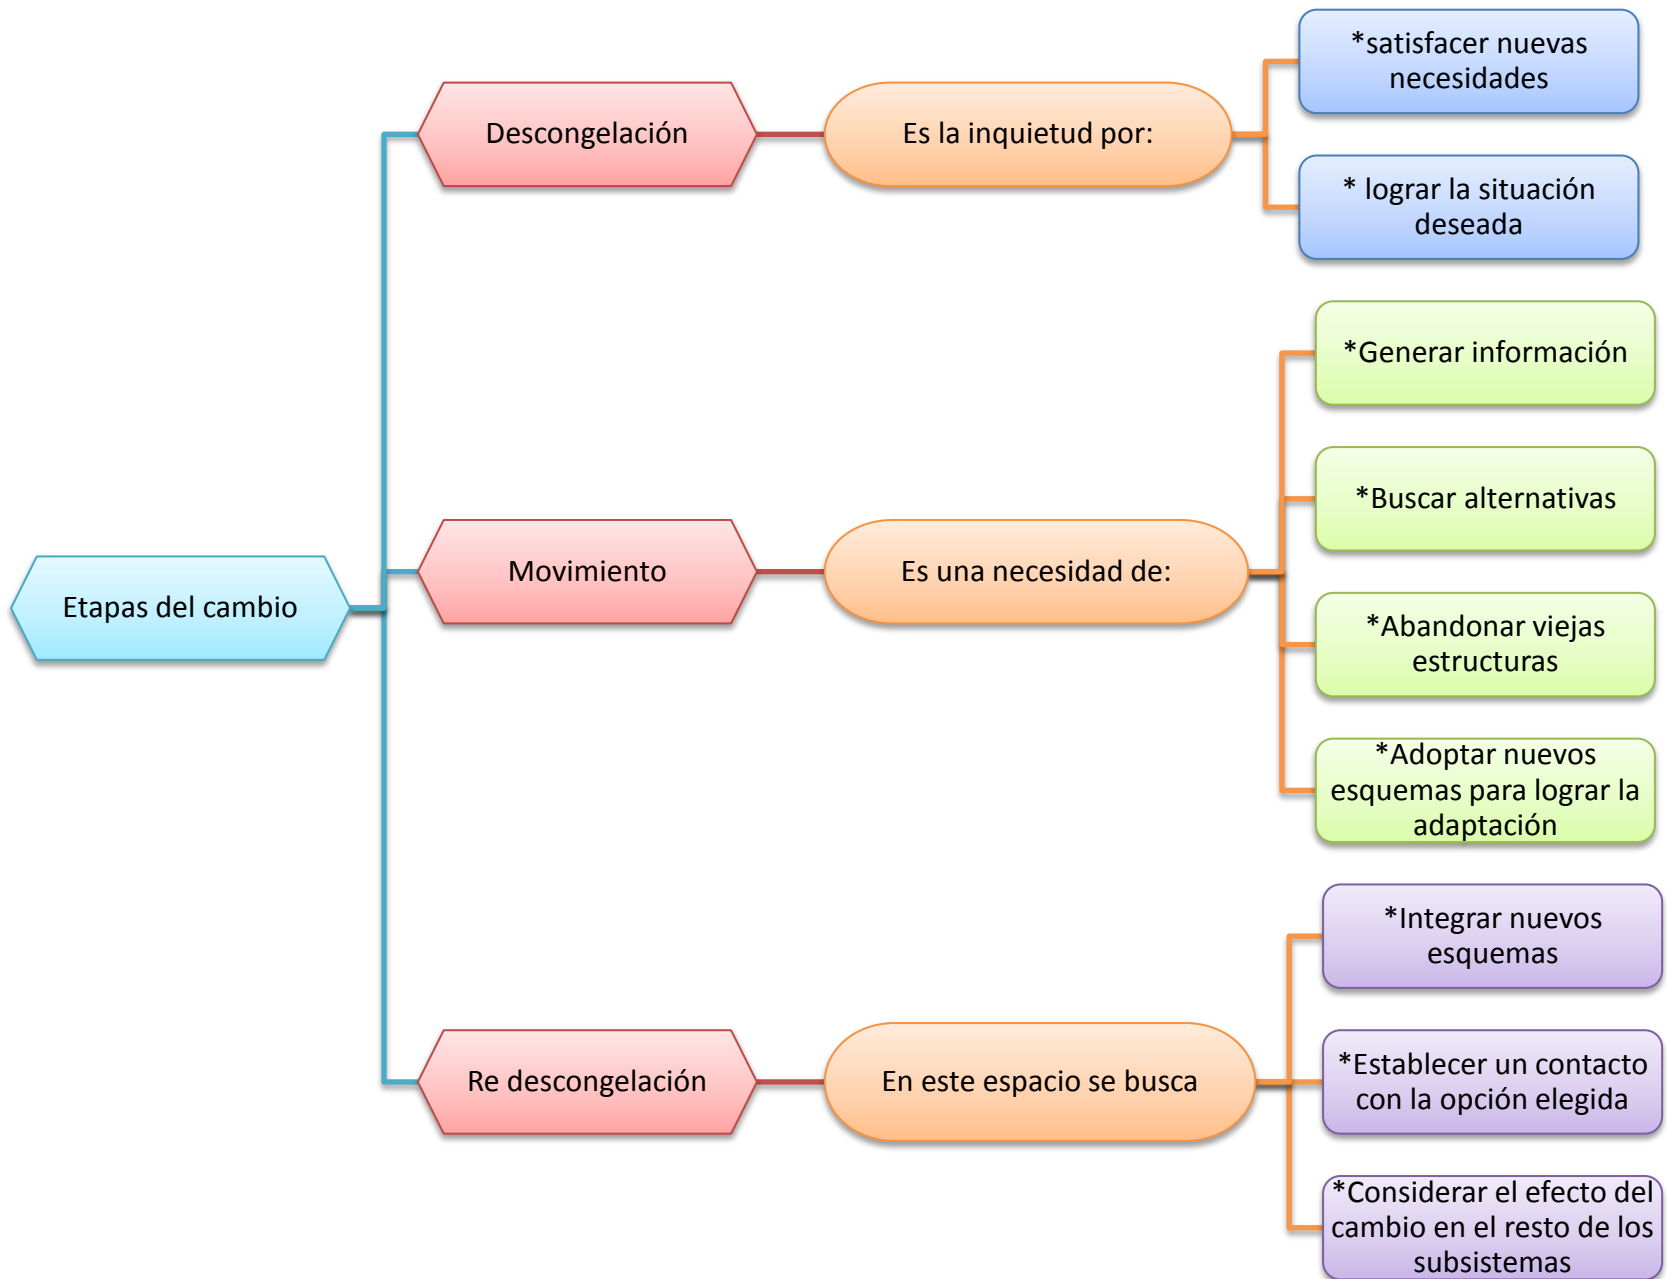 Etapas del cambio
Descongelación
Es la inquietud por:
*satisfacer nuevas
necesidades
* lograr la situación
deseada
Movimiento
Es una necesidad de:
*Generar información
*Buscar alternativas
*Abandonar viejas
estructuras
*Adoptar nuevos
esquemas para lograr la
adaptación
Re descongelación
En este espacio se busca
*Integrar nuevos
esquemas
*Establecer un contacto
con la opción elegida
*Considerar el efecto del
cambio en el resto de los
subsistemas